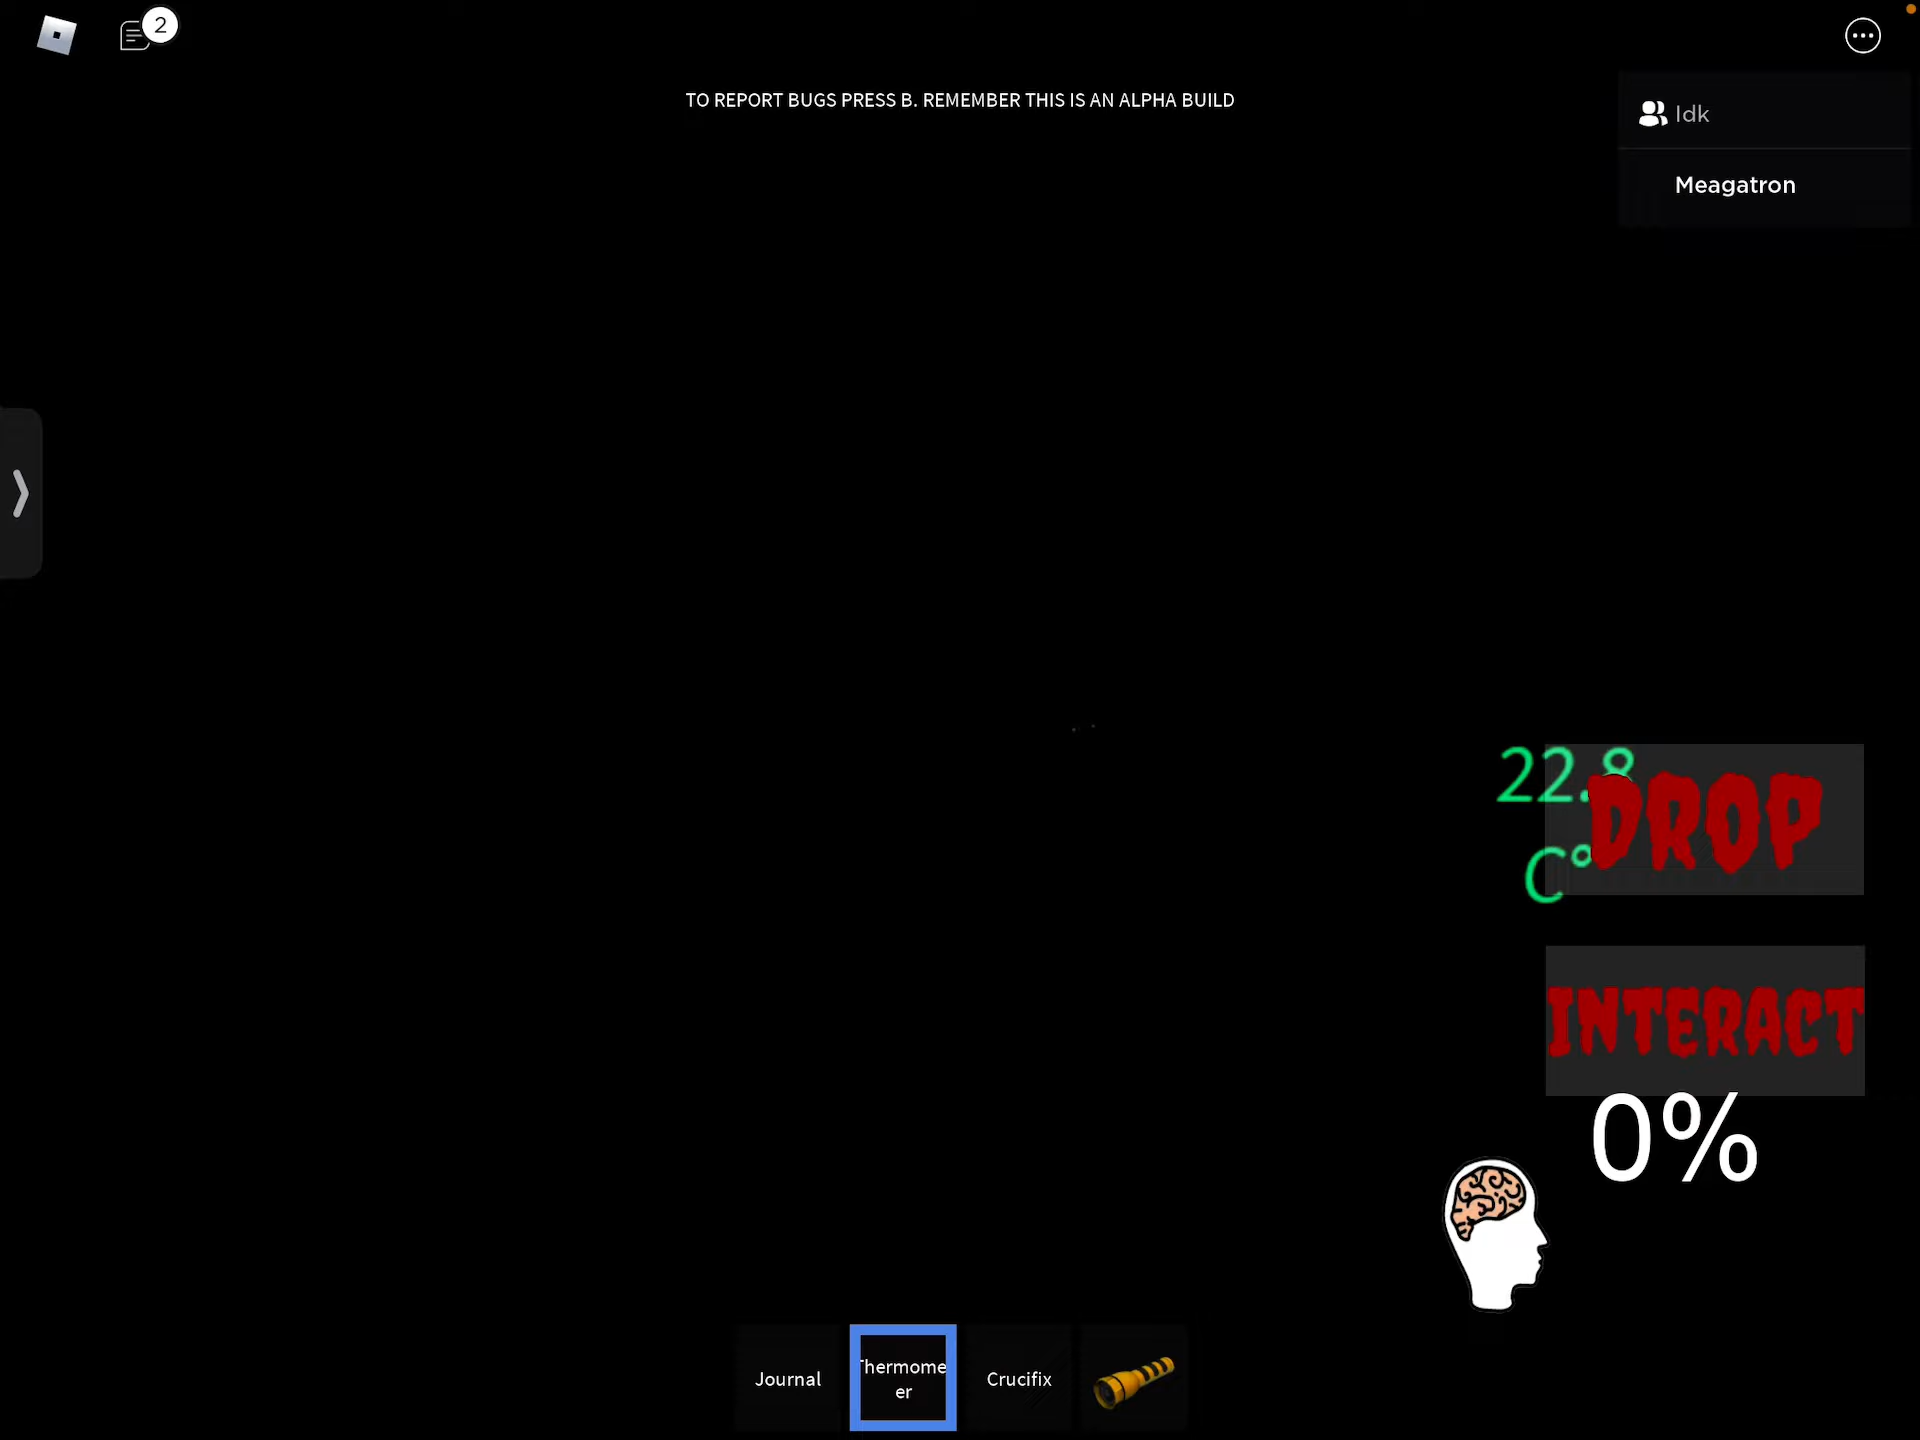 2
TO REPORT BUGS PRESS B. REMEMBER THIS IS AN ALPHA BUILD
Idk
Meagatron
22.8
C°
DROP
INTERACT
0%
Journal
Thermome
er
Crucifix